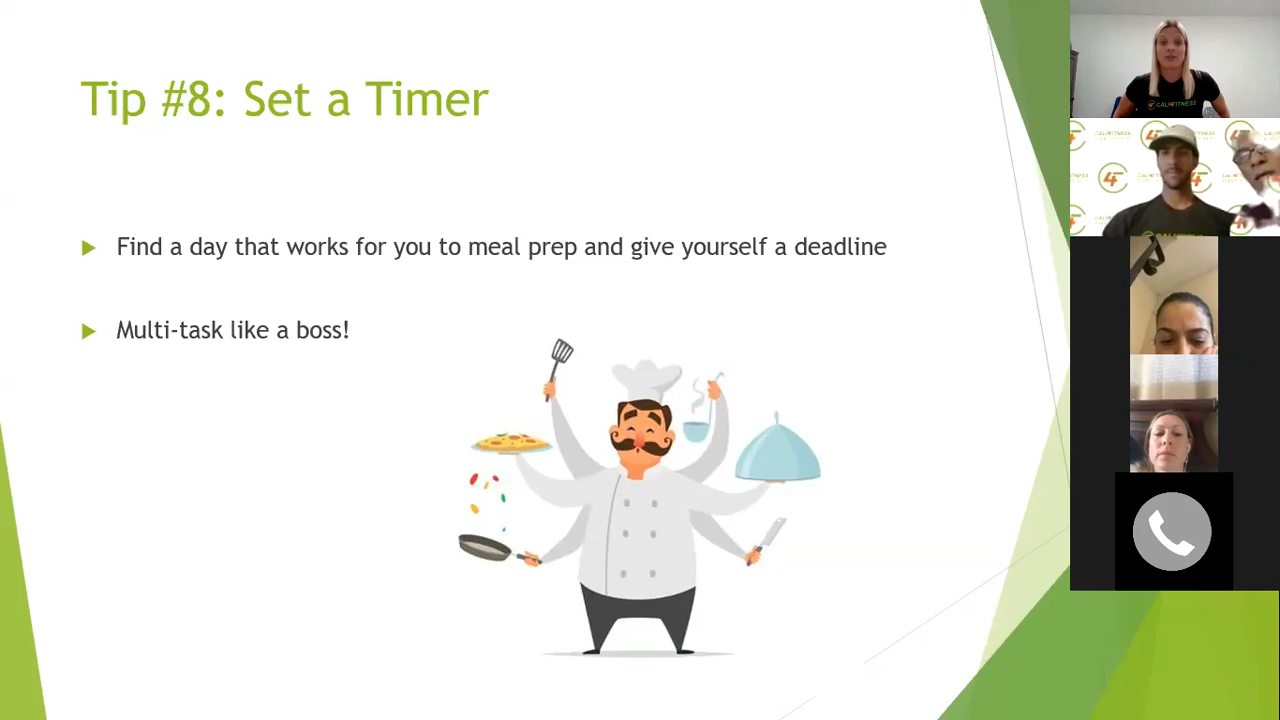 Tip #8: Set a Timer
Find a day that works for you to meal prep and give yourself a deadline
Multi-task like a boss!